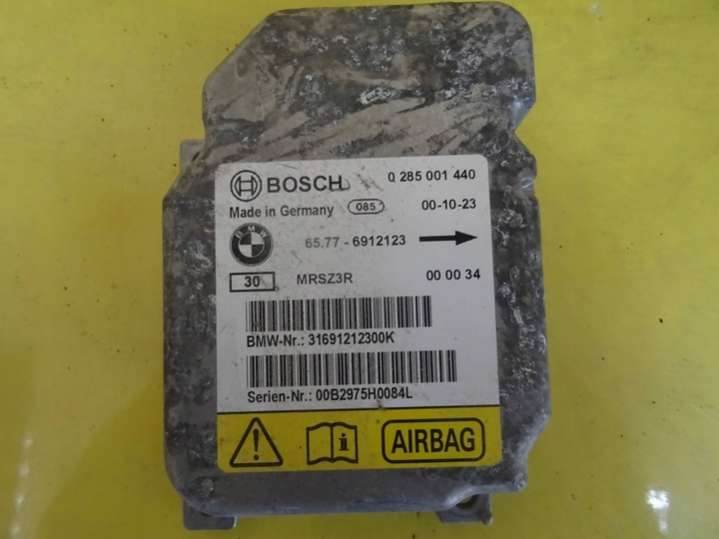 BOSCH 0 285 001 440
Made in Germany 085 00-10-23
BMW 65.77 - 6912123
30 MRSZ3R 00 00 34
BMW-Nr.: 31691212300K
Serien-Nr.: 00B2975H0084L
AIRBAG